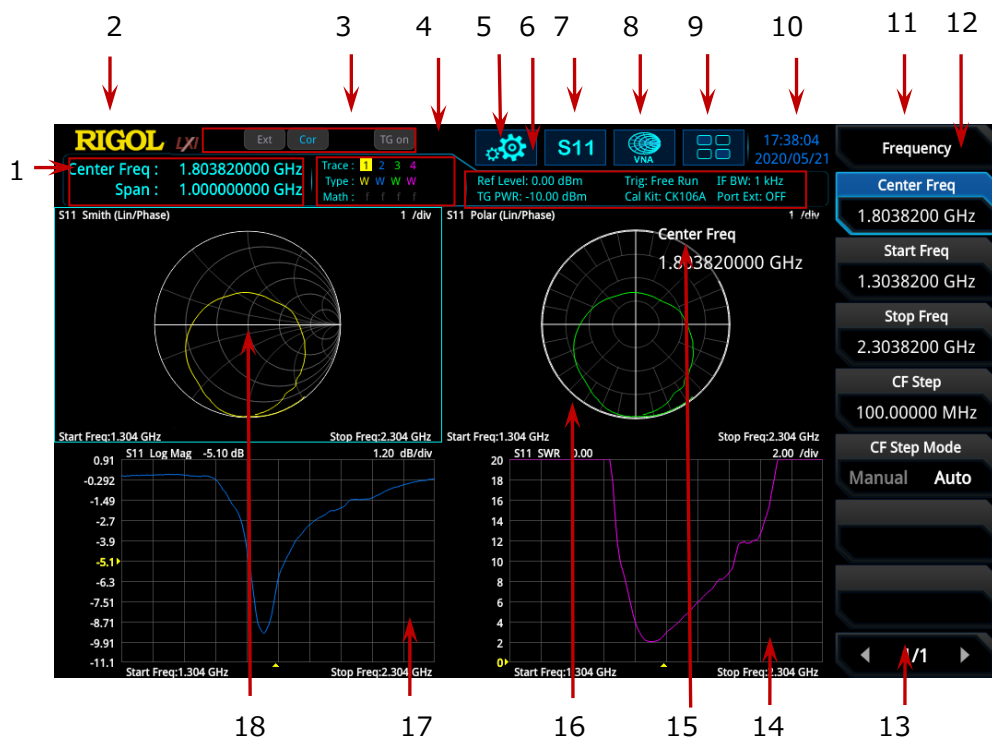 2 3 4 5 6 7 8 9 10 11 12
RIGOL LXI Ext Cor TG on S11 VNA 17:38:04
2020/05/21
Frequency
1
Center Freq : 1.803820000 GHz
Span : 1.000000000 GHz
Trace : 1 2 3 4
Type : W W W W
Math : f f f f
Ref Level: 0.00 dBm Trig: Free Run IF BW: 1 kHz
TG PWR: -10.00 dBm Cal Kit: CK106A Port Ext: OFF
Center Freq
1.8038200 GHz
Start Freq
1.3038200 GHz
Stop Freq
2.3038200 GHz
CF Step
100.00000 MHz
CF Step Mode
Manual Auto
1/1
S11 Smith (Lin/Phase) 1 /div
Start Freq:1.304 GHz Stop Freq:2.304 GHz
S11 Polar (Lin/Phase) 1 /div
Center Freq
1.803820000 GHz
Start Freq:1.304 GHz Stop Freq:2.304 GHz
S11 Log Mag -5.10 dB 1.20 dB/div
0.91
-0.292
-1.49
-2.7
-3.9
-5.1
-6.3
-7.51
-8.71
-9.91
-11.1
Start Freq:1.304 GHz Stop Freq:2.304 GHz
S11 SWR 0.00 2.00 /div
20
18
16
14
12
10
8
6
4
2
0
Start Freq:1.304 GHz Stop Freq:2.304 GHz
18 17 16 15 14 13